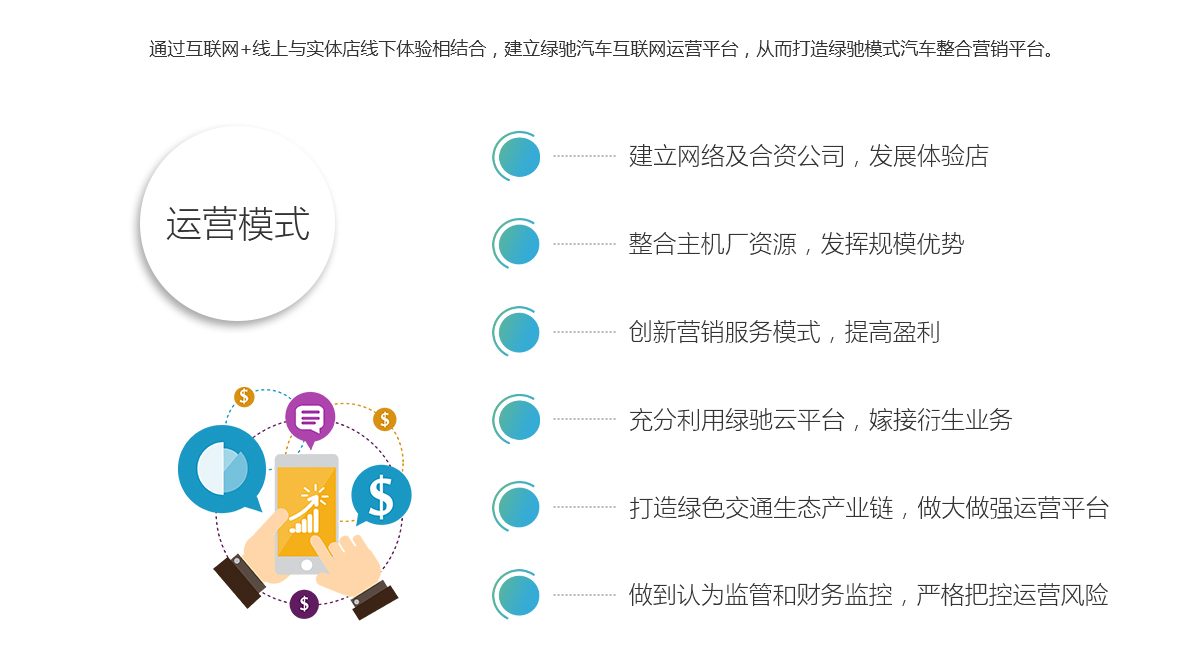 通过互联网+线上与实体店线下体验相结合，建立绿驰汽车互联网运营平台，从而打造绿驰模式汽车整合营销平台。
运营模式
建立网络及合资公司，发展体验店
整合主机厂资源，发挥规模优势
创新营销服务模式，提高盈利
充分利用绿驰云平台，嫁接衍生业务
打造绿色交通生态产业链，做大做强运营平台
做到认为监管和财务监控，严格把控运营风险
$
$
$
$